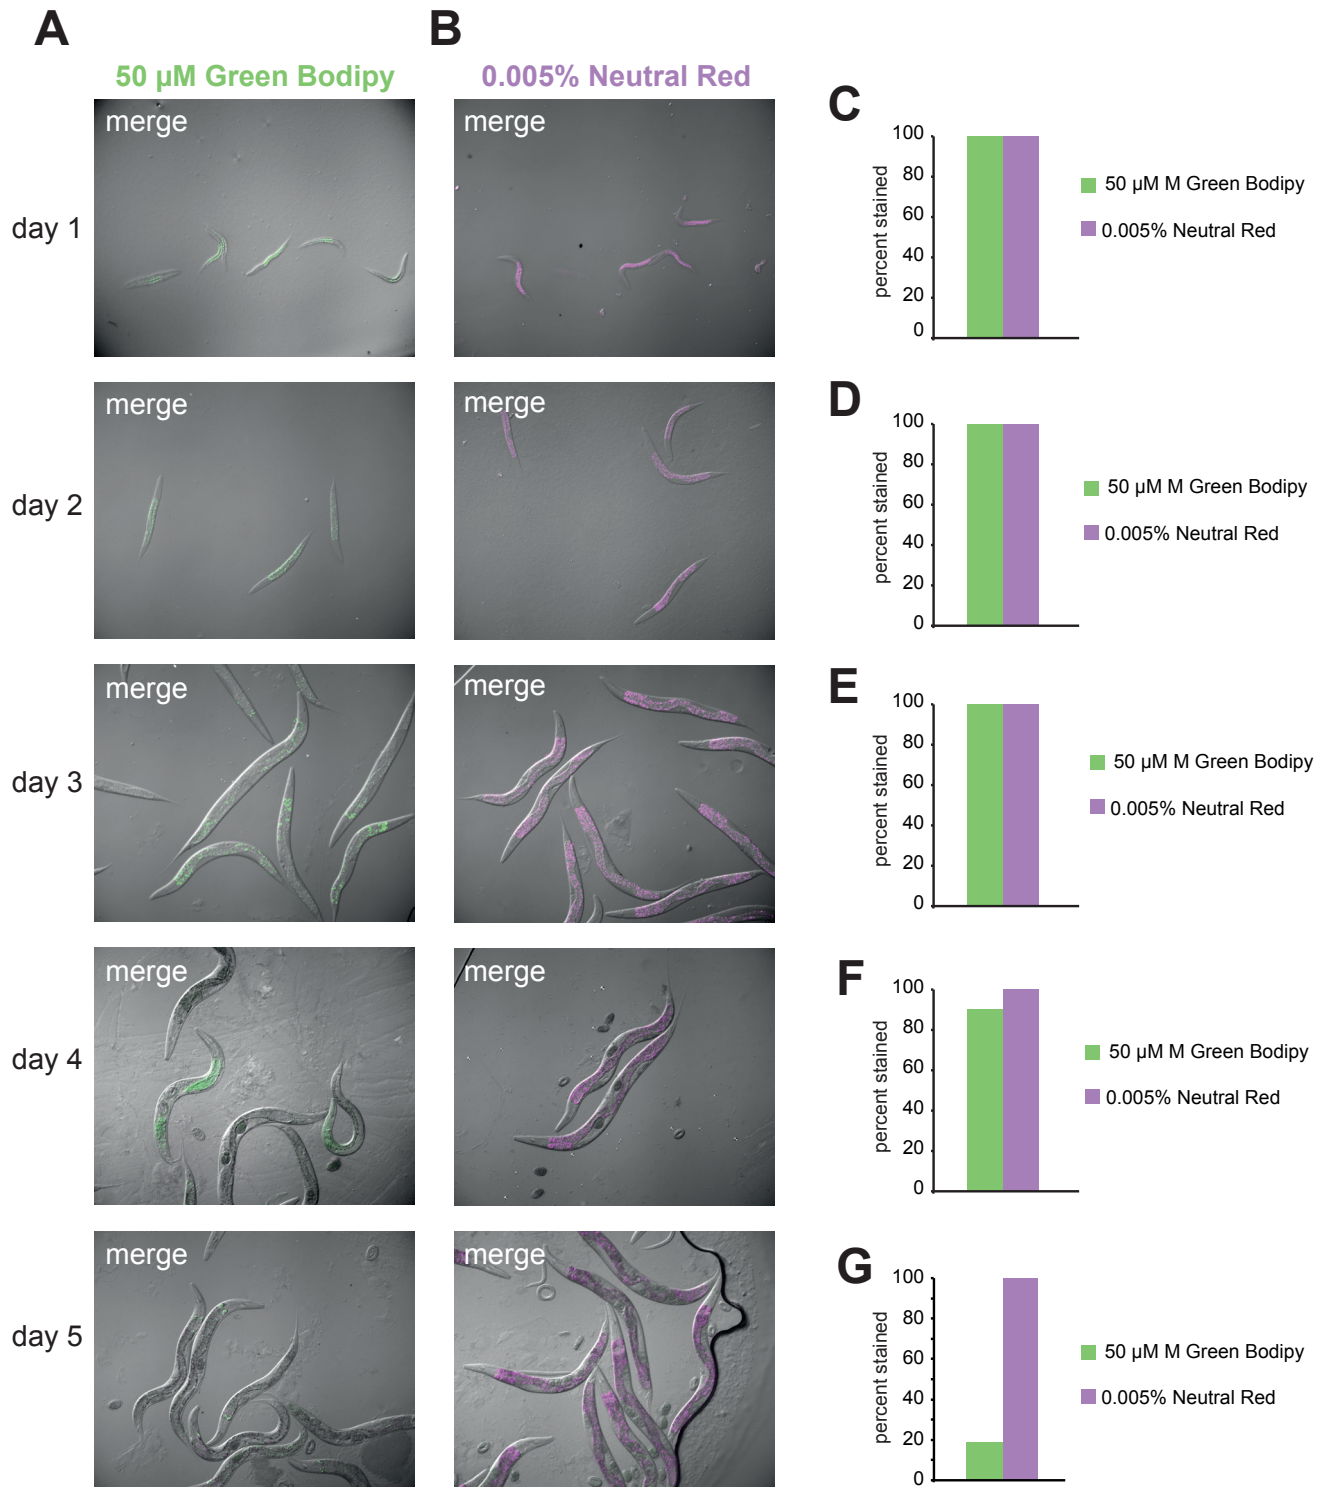 A
B
50 µM Green Bodipy
0.005% Neutral Red
day 1
merge
merge
C
100
80
60
40
20
0
percent stained
50 µM M Green Bodipy
0.005% Neutral Red
day 2
merge
merge
D
100
80
60
40
20
0
percent stained
50 µM M Green Bodipy
0.005% Neutral Red
day 3
merge
merge
E
100
80
60
40
20
0
percent stained
50 µM M Green Bodipy
0.005% Neutral Red
day 4
merge
merge
F
100
80
60
40
20
0
percent stained
50 µM M Green Bodipy
0.005% Neutral Red
day 5
merge
merge
G
100
80
60
40
20
0
percent stained
50 µM M Green Bodipy
0.005% Neutral Red